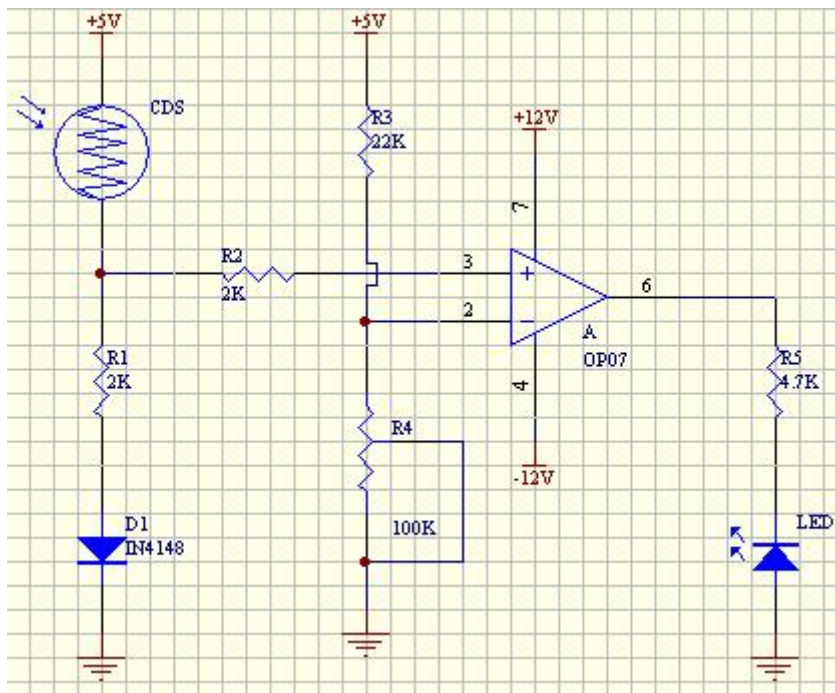 +5V
+5V
CDS
R3
22K
+12V
7
R2
2K
3
+
6
2
−
A
OP07
R1
2K
R5
4.7K
4
R4
-12V
D1
IN4148
100K
LED